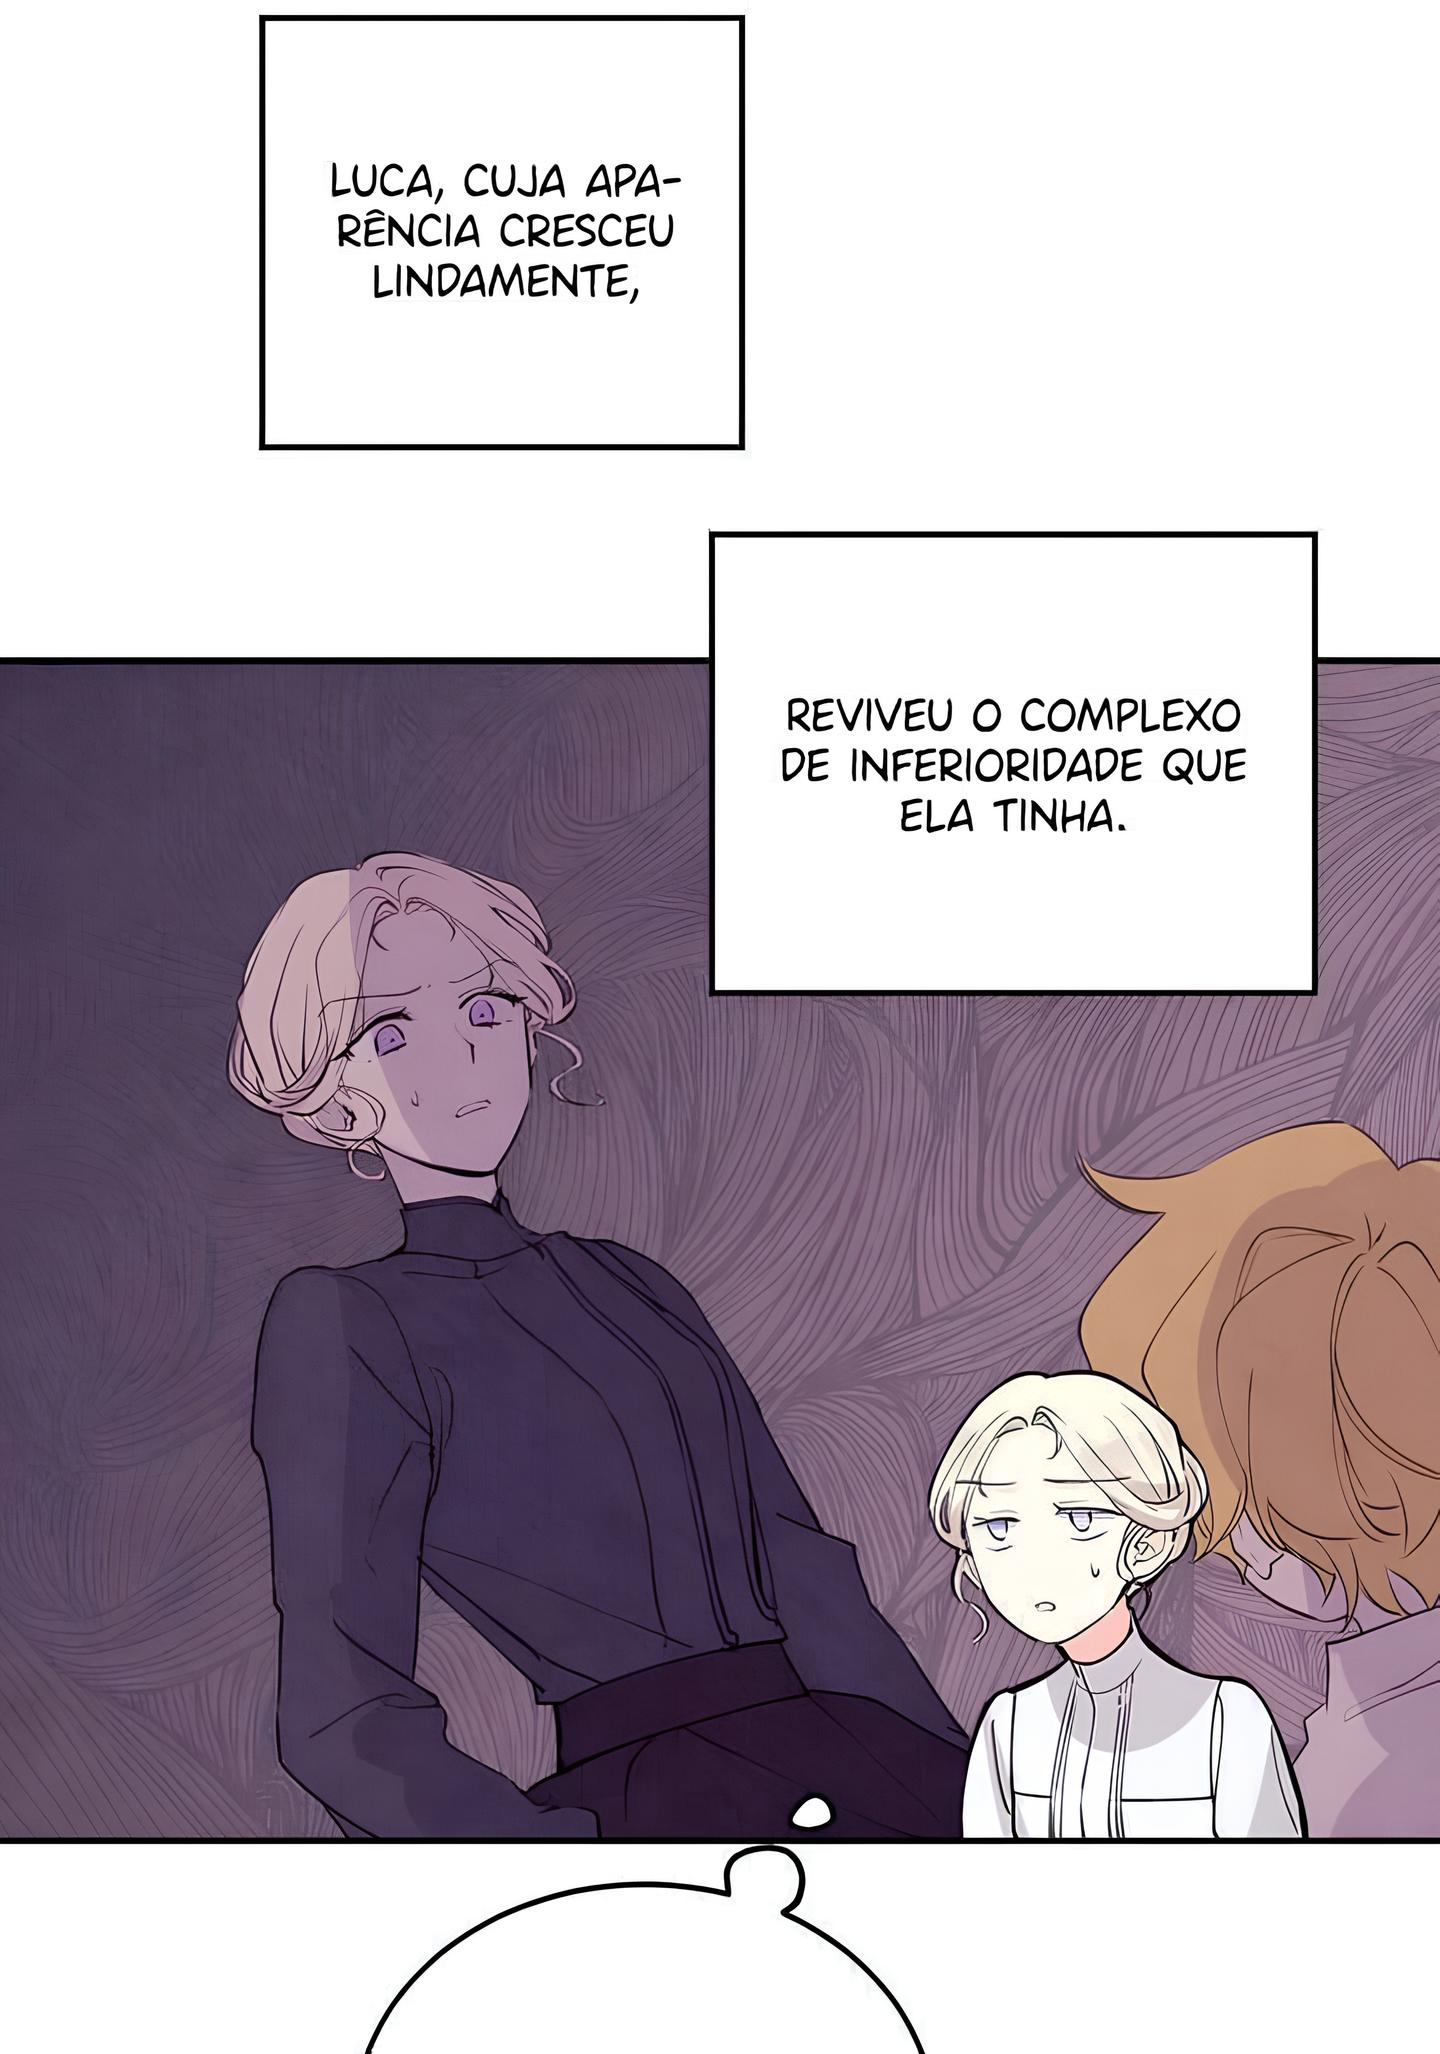 LUCA, CUJA APA-
RÊNCIA CRESCEU
LINDAMENTE,
REVIVEU O COMPLEXO
DE INFERIORIDADE QUE
ELA TINHA.